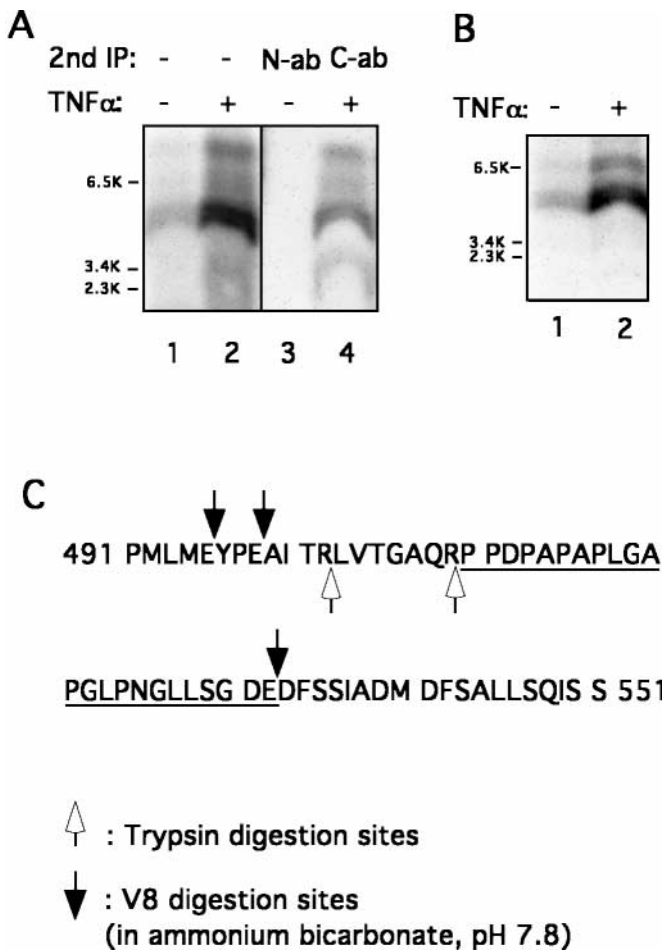 A
2nd IP: - - N-ab C-ab
TNFα: - + - +
6.5K
3.4K
2.3K
1 2 3 4
B
TNFα: - +
6.5K
3.4K
2.3K
1 2
C
491 PMLMEYPEAI TRLVTGAQRP PDPAPAPLGA
PGLPNGLLSG DEDFSSIADM DFSALLSQIS S 551
: Trypsin digestion sites
: V8 digestion sites
(in ammonium bicarbonate, pH 7.8)